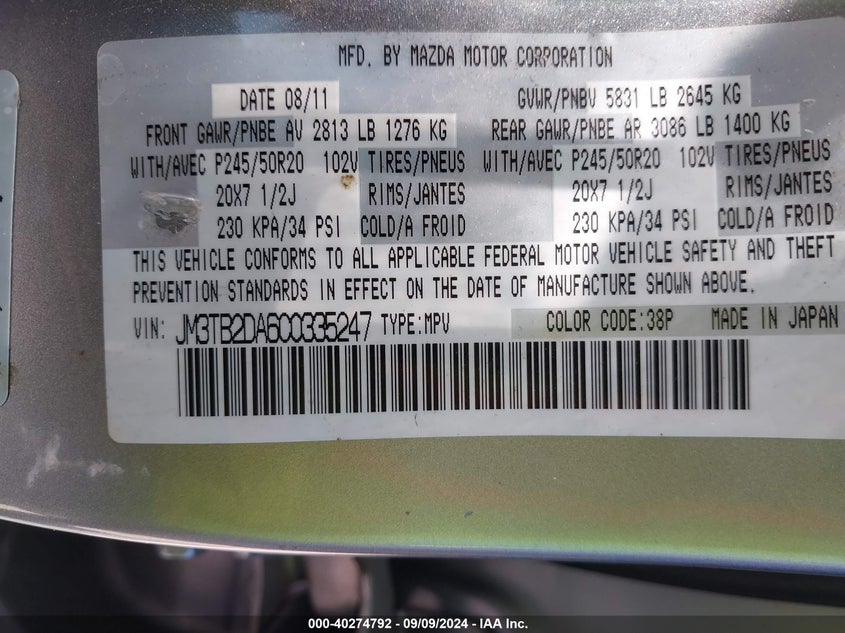 MFD. BY MAZDA MOTOR CORPORATION
DATE 08/11 GVWR/PNBV 5831 LB 2645 KG
FRONT GAWR/PNBE AV 2813 LB 1276 KG REAR GAWR/PNBE AR 3086 LB 1400 KG
WITH/AVEC P245/50R20 102V TIRES/PNEUS WITH/AVEC P245/50R20 102V TIRES/PNEUS
20X7 1/2J RIMS/JANTES 20X7 1/2J RIMS/JANTES
230 KPA/34 PSI COLD/A FROID 230 KPA/34 PSI COLD/A FROID
THIS VEHICLE CONFORMS TO ALL APPLICABLE FEDERAL MOTOR VEHICLE SAFETY AND THEFT
PREVENTION STANDARDS IN EFFECT ON THE DATE OF MANUFACTURE SHOWN ABOVE.
VIN: JM3TB2DA6C0335247 TYPE:MPV COLOR CODE:38P MADE IN JAPAN
000-40274792 - 09/09/2024 - IAA Inc.